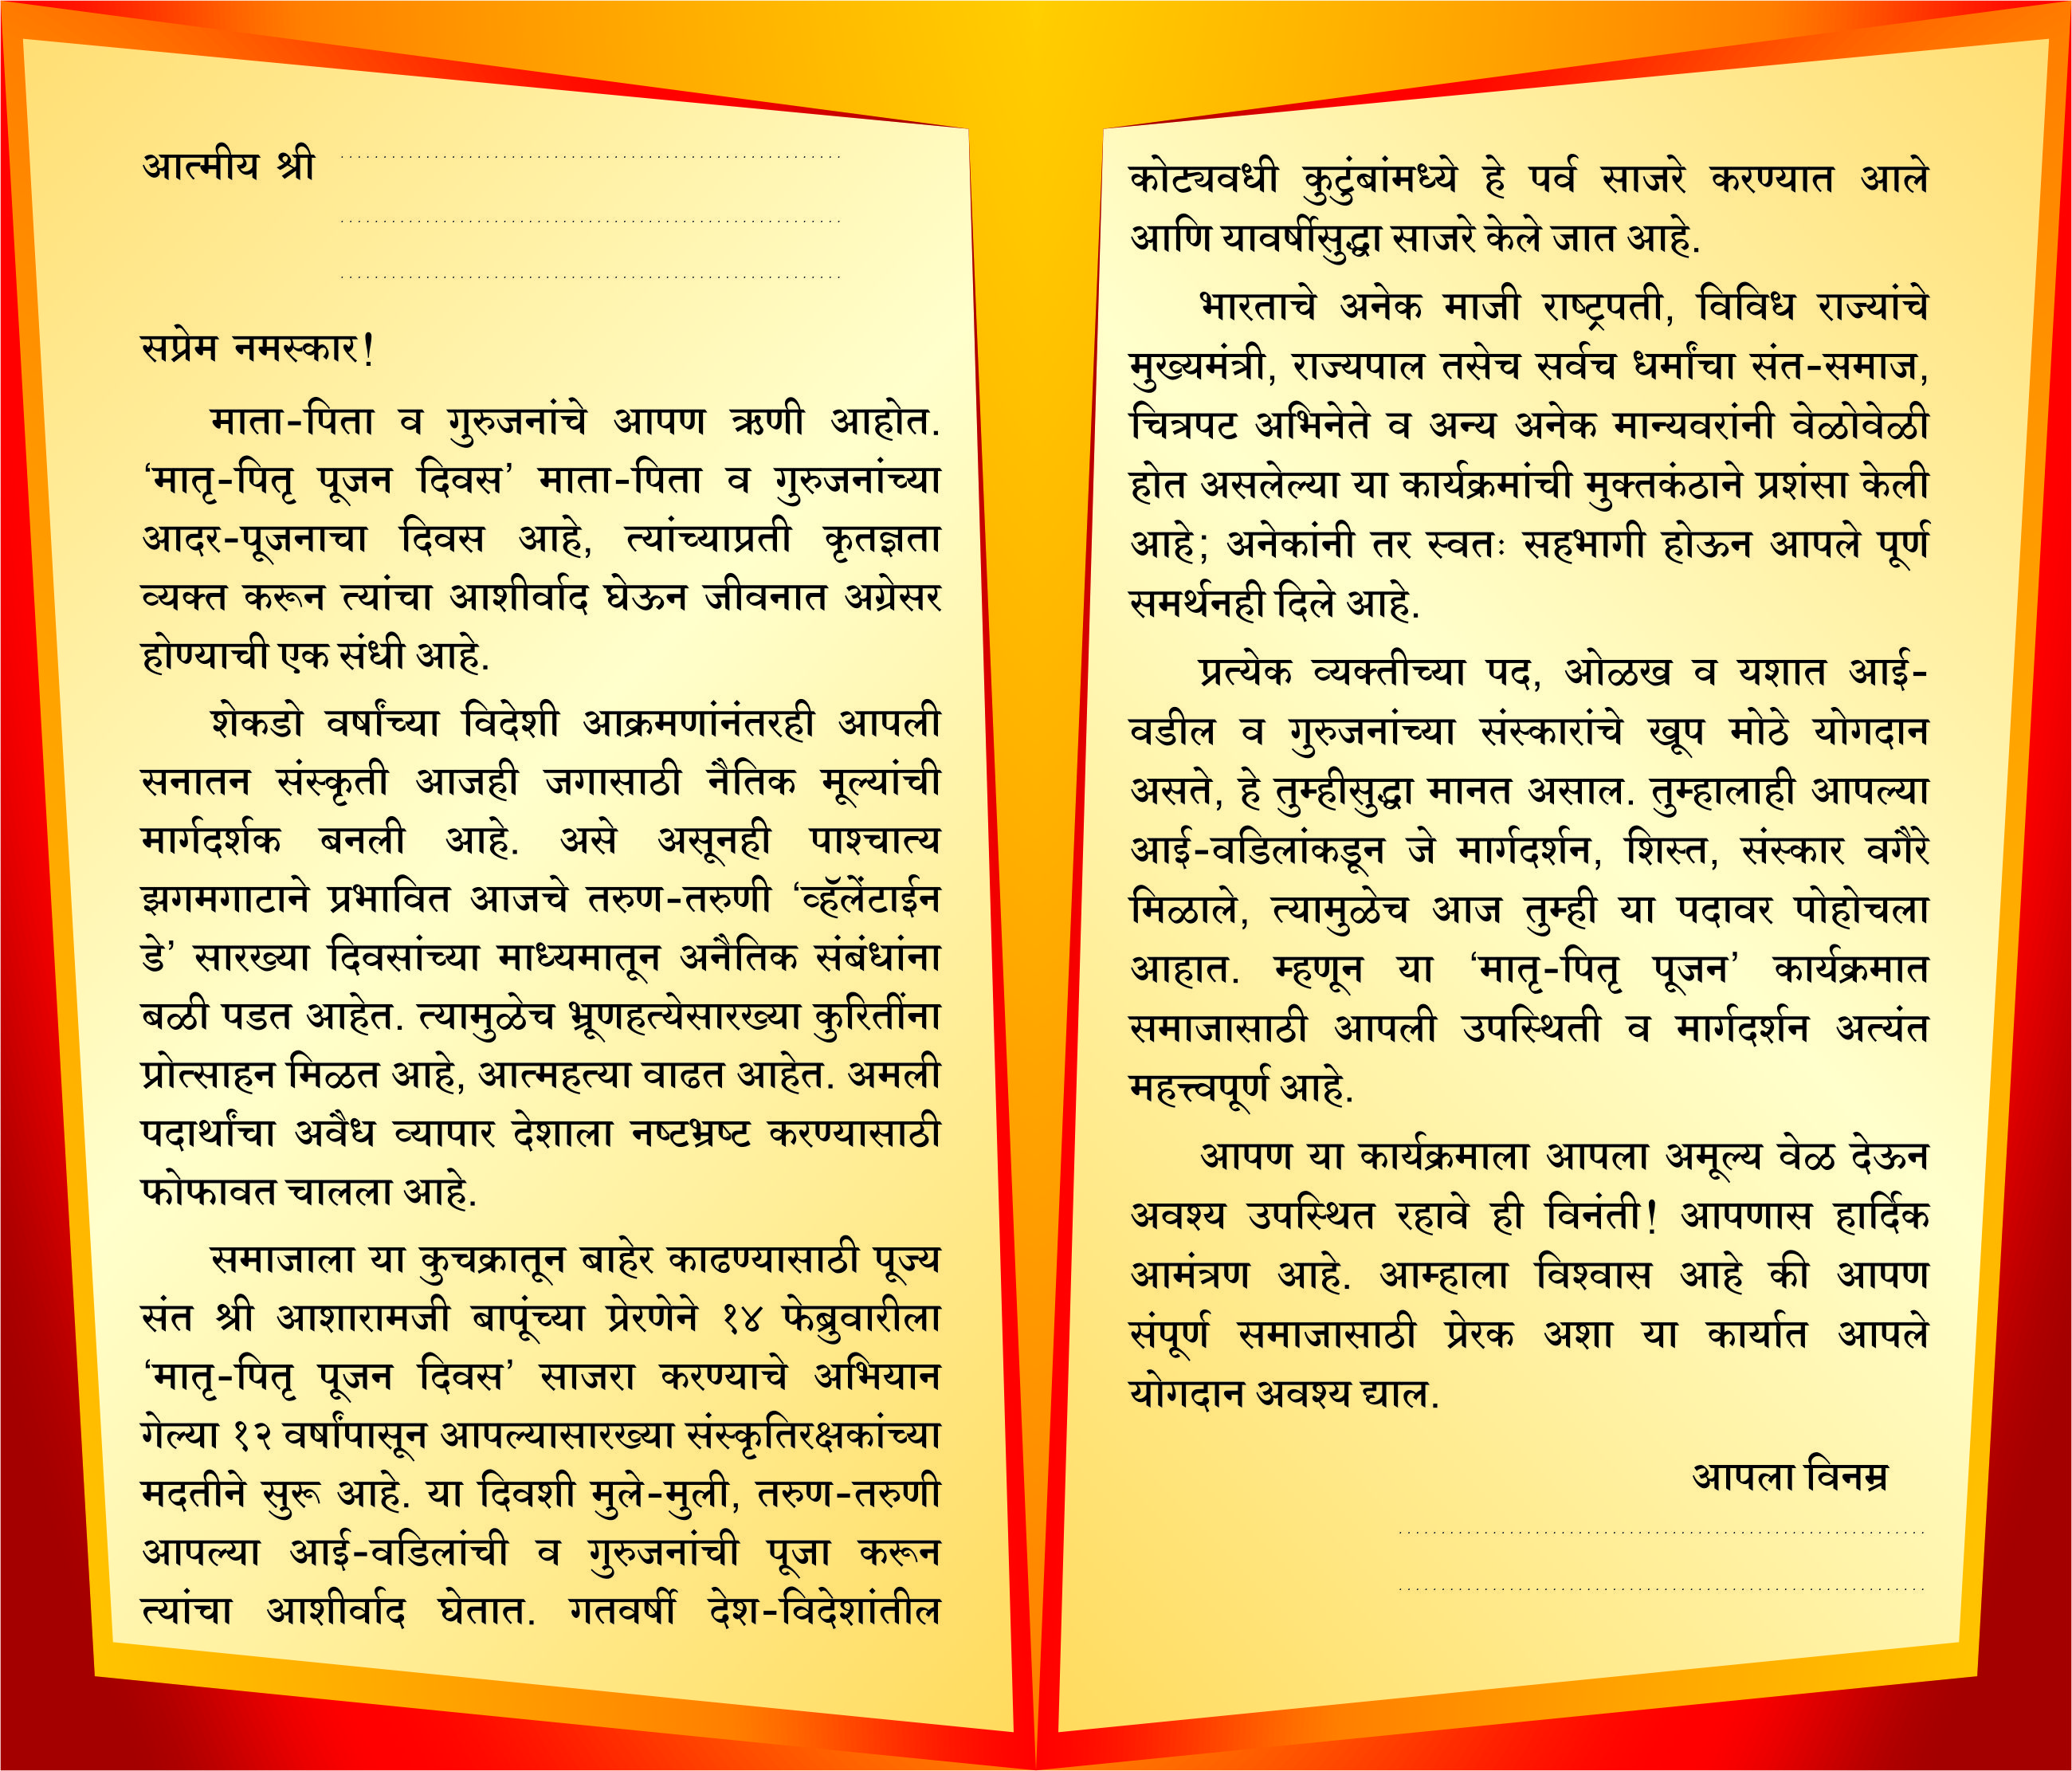 आत्मीय श्री
सप्रेम नमस्कार!
माता-पिता व गुरुजनांचे आपण ऋणी आहोत.
‘मातृ-पितृ पूजन दिवस’ माता-पिता व गुरुजनांच्या
आदर-पूजनाचा दिवस आहे, त्यांच्याप्रती कृतज्ञता
व्यक्त करून त्यांचा आशीर्वाद घेऊन जीवनात अग्रेसर
होण्याची एक संधी आहे.
शेकडो वर्षांच्या विदेशी आक्रमणांनंतरही आपली
सनातन संस्कृती आजही जगासाठी नैतिक मूल्यांची
मार्गदर्शक बनली आहे. असे असूनही पाश्चात्य
झगमगाटाने प्रभावित आजचे तरुण-तरुणी ‘व्हॅलेंटाईन
डे’ सारख्या दिवसांच्या माध्यमातून अनैतिक संबंधांना
बळी पडत आहेत. त्यामुळेच भ्रूणहत्येसारख्या कुरितींना
प्रोत्साहन मिळत आहे, आत्महत्या वाढत आहेत. अमली
पदार्थांचा अवैध व्यापार देशाला नष्टभ्रष्ट करण्यासाठी
फोफावत चालला आहे.
समाजाला या कुचक्रातून बाहेर काढण्यासाठी पूज्य
संत श्री आशारामजी बापूंच्या प्रेरणेने १४ फेब्रुवारीला
‘मातृ-पितृ पूजन दिवस’ साजरा करण्याचे अभियान
गेल्या १२ वर्षांपासून आपल्यासारख्या संस्कृतिरक्षकांच्या
मदतीने सुरू आहे. या दिवशी मुले-मुली, तरुण-तरुणी
आपल्या आई-वडिलांची व गुरुजनांची पूजा करून
त्यांचा आशीर्वाद घेतात. गतवर्षी देश-विदेशांतील
कोट्यवधी कुटुंबांमध्ये हे पर्व साजरे करण्यात आले
आणि यावर्षीसुद्धा साजरे केले जात आहे.
भारताचे अनेक माजी राष्ट्रपती, विविध राज्यांचे
मुख्यमंत्री, राज्यपाल तसेच सर्वच धर्मांचा संत-समाज,
चित्रपट अभिनेते व अन्य अनेक मान्यवरांनी वेळोवेळी
होत असलेल्या या कार्यक्रमांची मुक्तकंठाने प्रशंसा केली
आहे; अनेकांनी तर स्वतः सहभागी होऊन आपले पूर्ण
समर्थनही दिले आहे.
प्रत्येक व्यक्तीच्या पद, ओळख व यशात आई-
वडील व गुरुजनांच्या संस्कारांचे खूप मोठे योगदान
असते, हे तुम्हीसुद्धा मानत असाल. तुम्हालाही आपल्या
आई-वडिलांकडून जे मार्गदर्शन, शिस्त, संस्कार वगैरे
मिळाले, त्यामुळेच आज तुम्ही या पदावर पोहोचला
आहात. म्हणून या ‘मातृ-पितृ पूजन’ कार्यक्रमात
समाजासाठी आपली उपस्थिती व मार्गदर्शन अत्यंत
महत्त्वपूर्ण आहे.
आपण या कार्यक्रमाला आपला अमूल्य वेळ देऊन
अवश्य उपस्थित रहावे ही विनंती! आपणास हार्दिक
आमंत्रण आहे. आम्हाला विश्वास आहे की आपण
संपूर्ण समाजासाठी प्रेरक अशा या कार्यात आपले
योगदान अवश्य द्याल.
आपला विनम्र